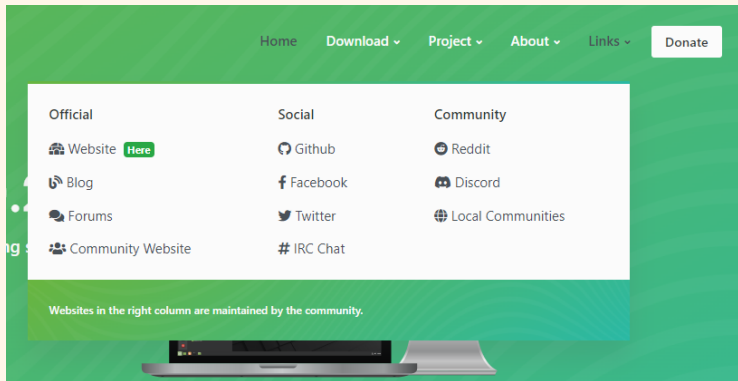 Home Download Project About Links Donate
Official Social Community
Website Here Github Reddit
Blog Facebook Discord
Forums Twitter Local Communities
Community Website # IRC Chat
Websites in the right column are maintained by the community.